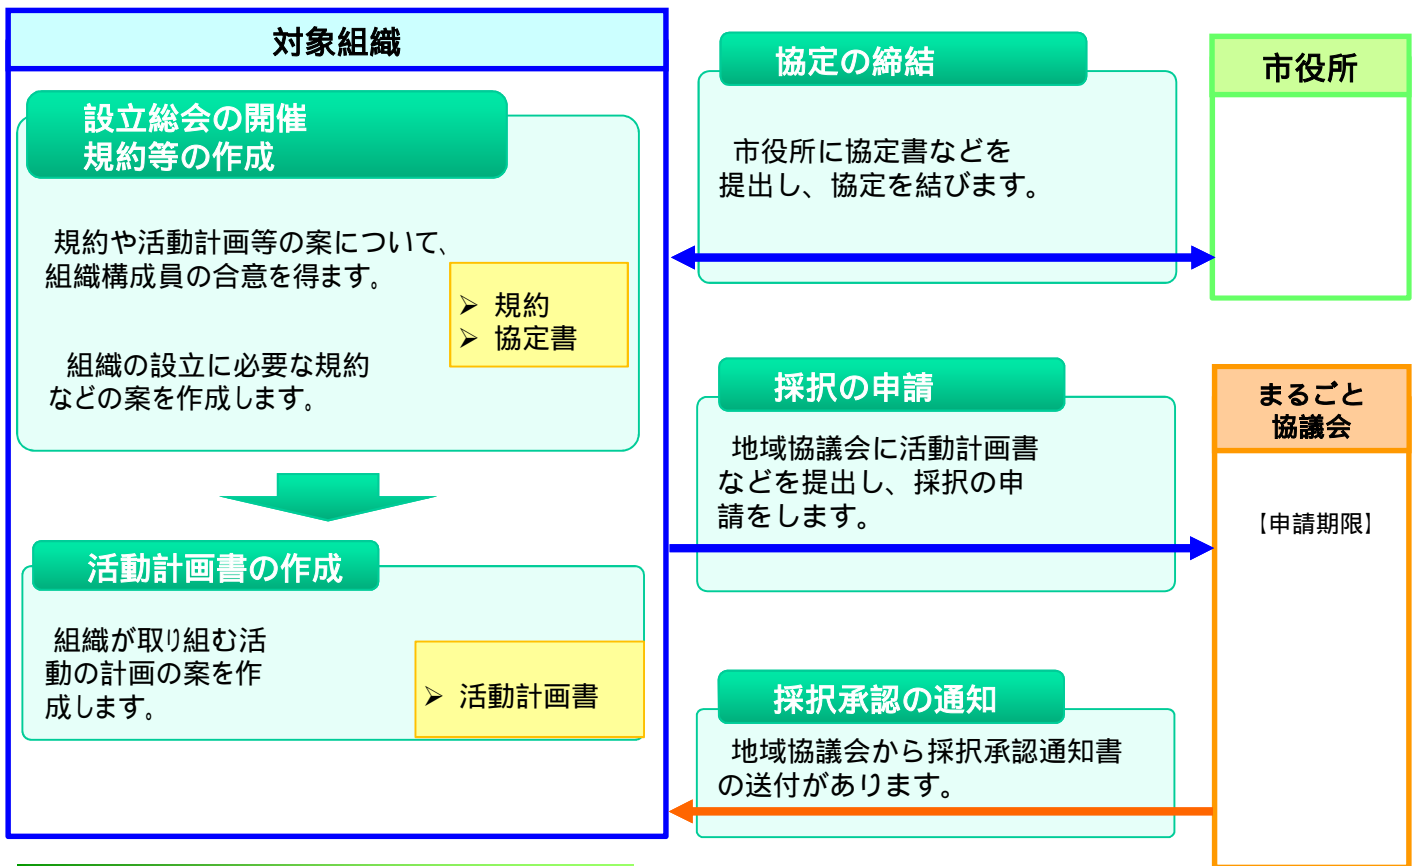 対象組織
設立総会の開催
規約等の作成
規約や活動計画等の案について、
組織構成員の合意を得ます。
➢ 規約
➢ 協定書
組織の設立に必要な規約
などの案を作成します。
活動計画書の作成
組織が取り組む活
動の計画の案を作
成します。
➢ 活動計画書
協定の締結
市役所に協定書などを
提出し、協定を結びます。
市役所
採択の申請
地域協議会に活動計画書
などを提出し、採択の申
請をします。
まるごと
協議会
【申請期限】
採択承認の通知
地域協議会から採択承認通知書
の送付があります。